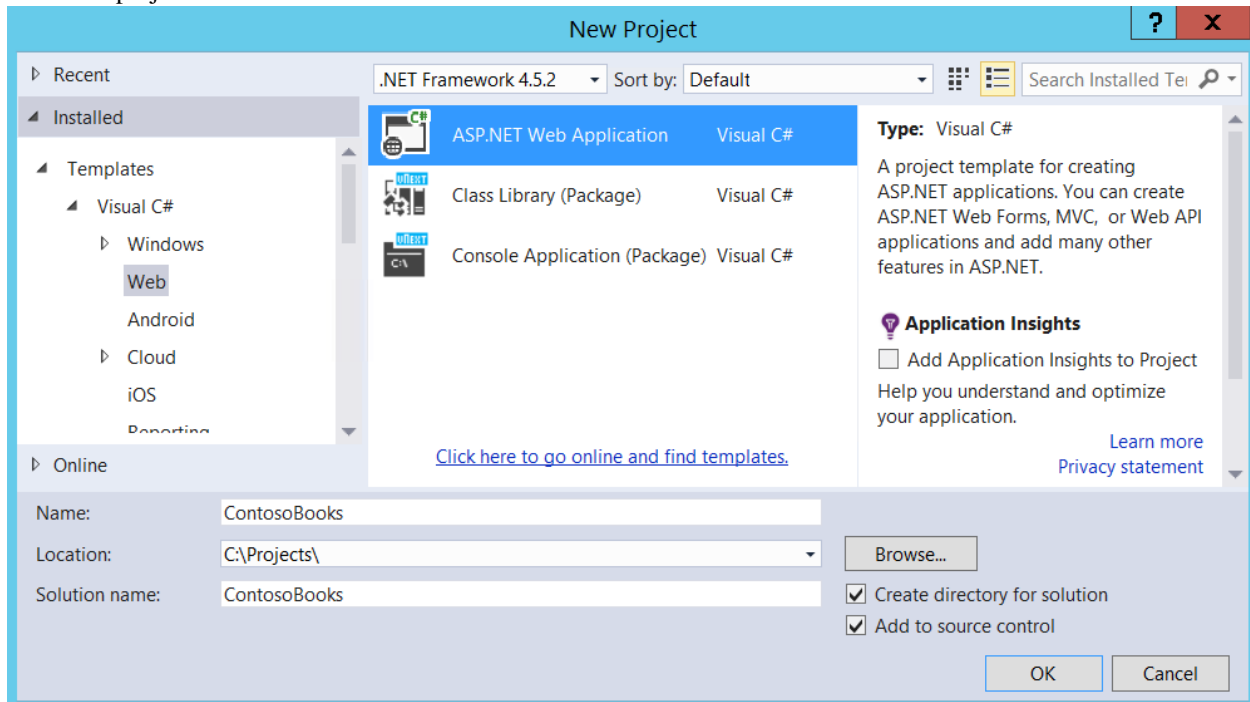 New Project
? X
Recent
.NET Framework 4.5.2 Sort by: Default
Search Installed Te
Installed
Templates
Visual C#
Windows
Web
Android
Cloud
iOS
Reporting
Online
C#
ASP.NET Web Application Visual C#
vNEXT
Class Library (Package) Visual C#
vNEXT
C:\
Console Application (Package) Visual C#
Click here to go online and find templates.
Type: Visual C#
A project template for creating
ASP.NET applications. You can create
ASP.NET Web Forms, MVC, or Web API
applications and add many other
features in ASP.NET.
Application Insights
Add Application Insights to Project
Help you understand and optimize
your application.
Learn more
Privacy statement
Name: ContosoBooks
Location: C:\Projects\
Browse...
Solution name: ContosoBooks
Create directory for solution
Add to source control
OK Cancel